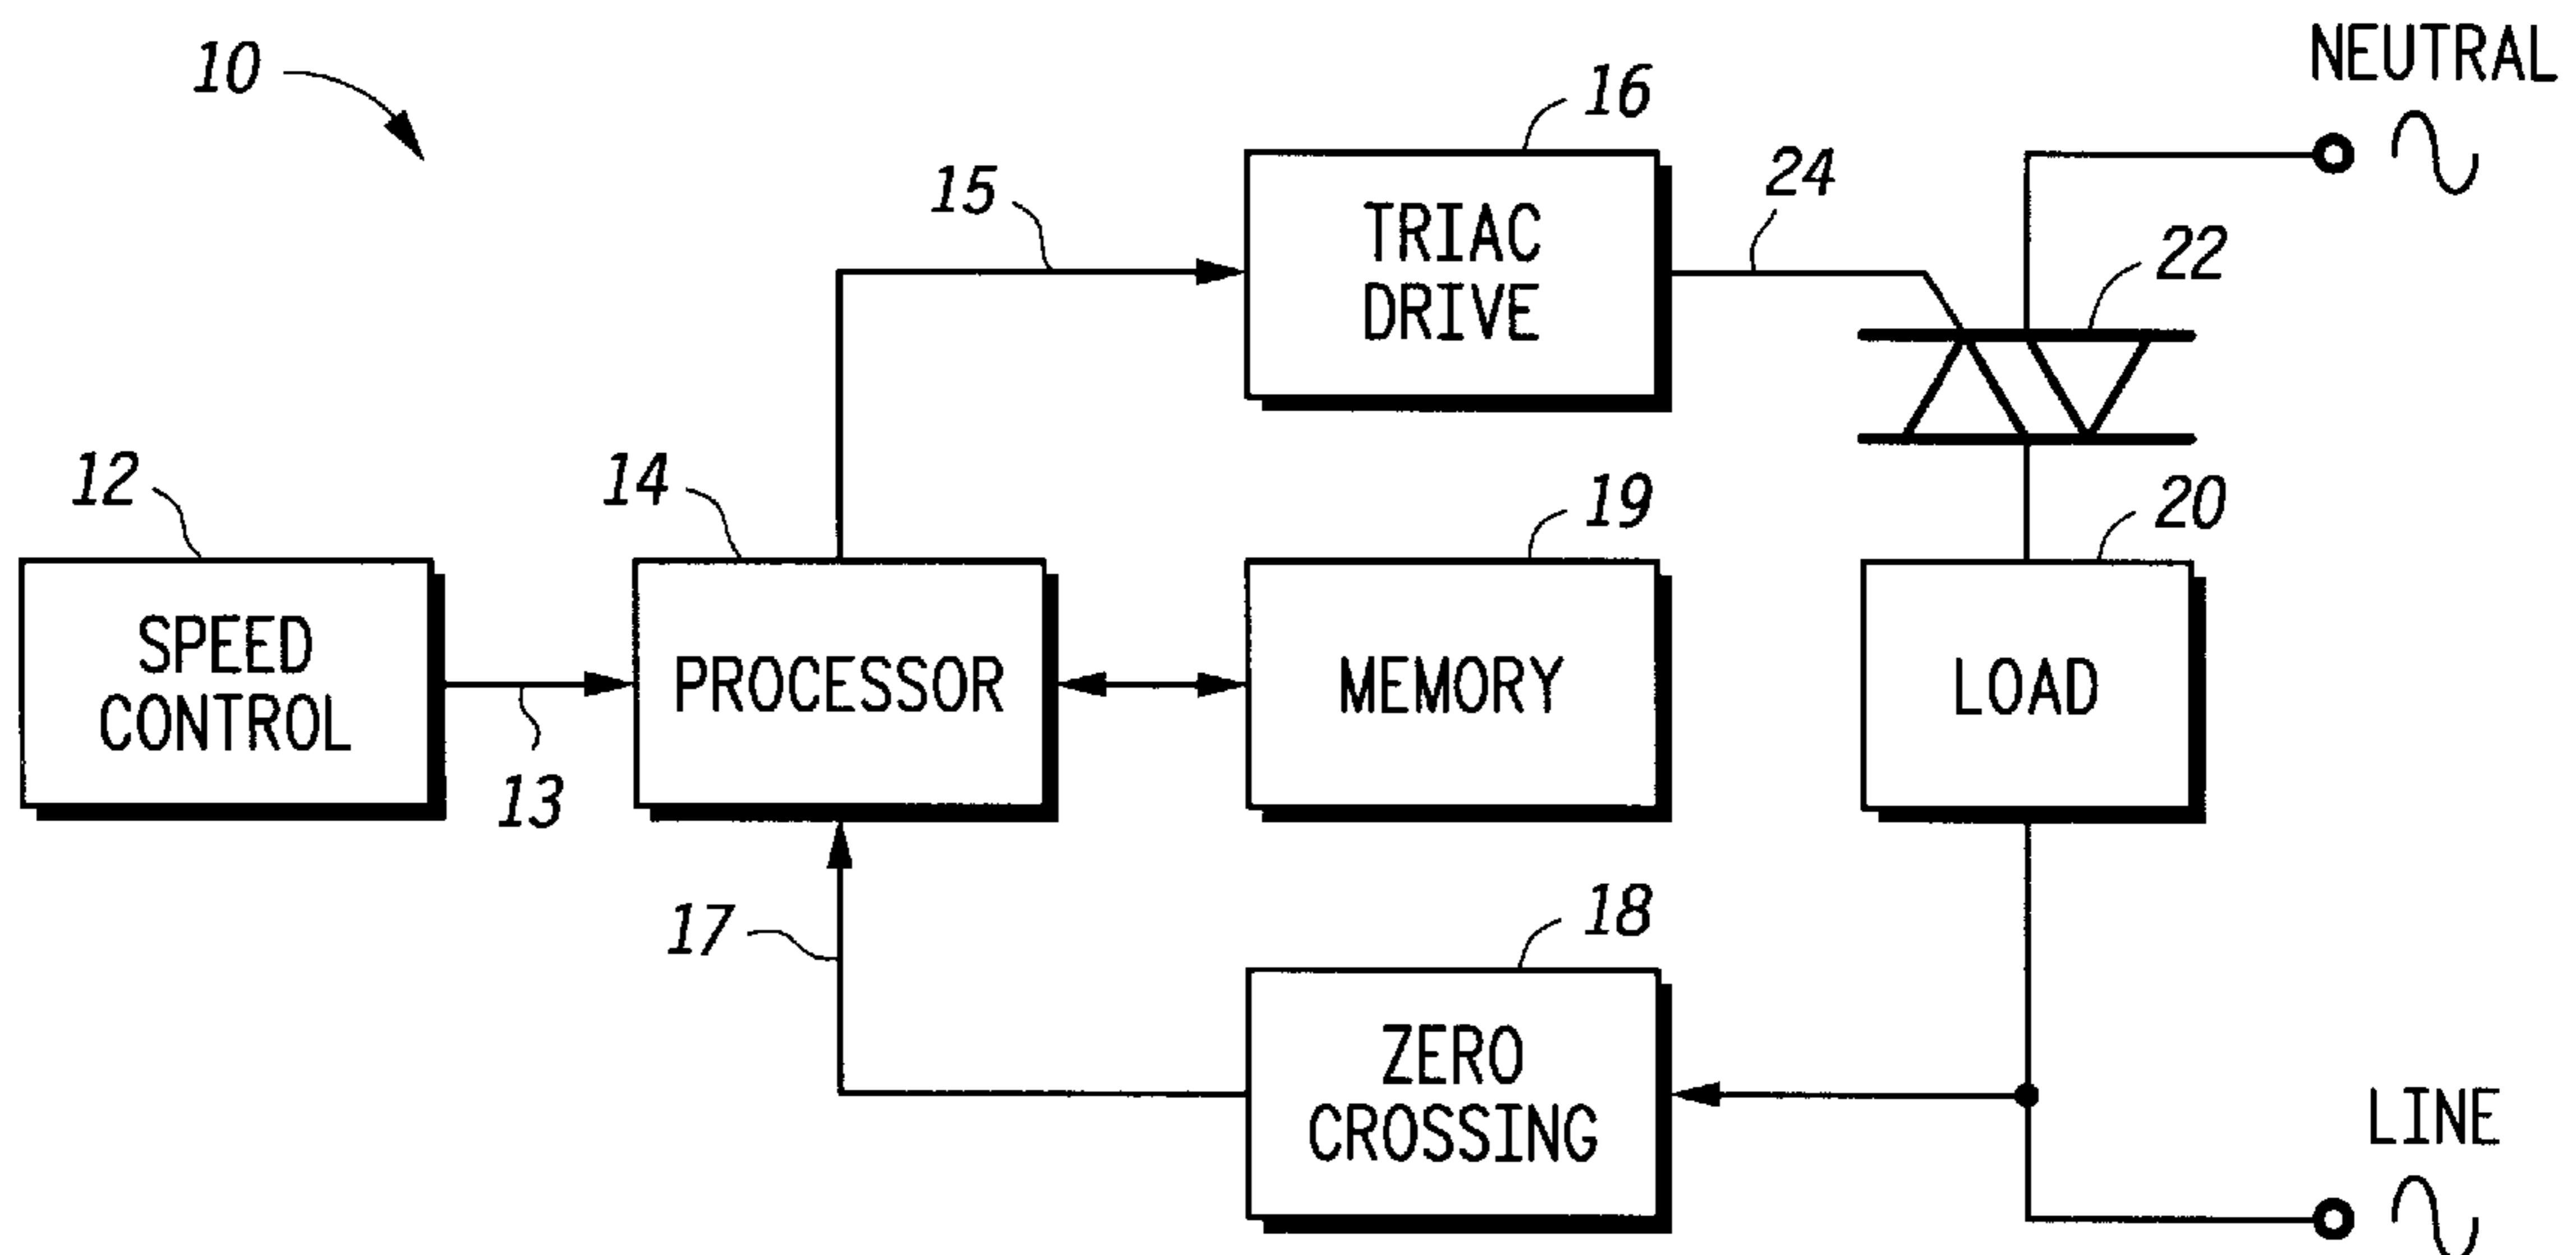 10
NEUTRAL
16
15
TRIAC
DRIVE
24
22
12
14
19
20
SPEED
CONTROL
13
PROCESSOR
MEMORY
LOAD
17
18
ZERO
CROSSING
LINE